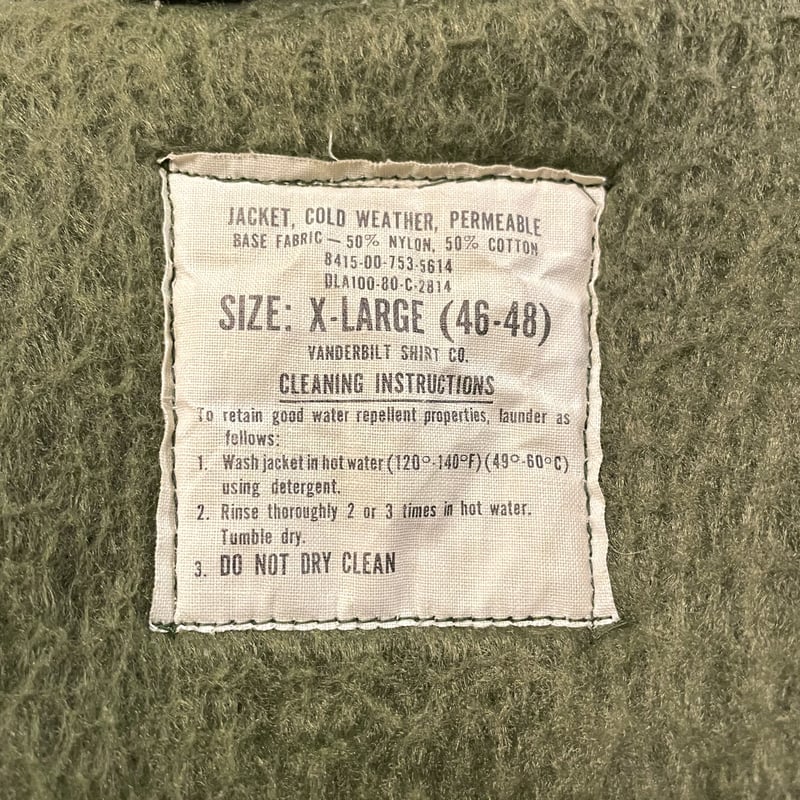 JACKET, COLD WEATHER, PERMEABLE
BASE FABRIC — 50% NYLON, 50% COTTON
8415-00-753-5614
DLA100-80-C-2814
SIZE: X-LARGE (46-48)
VANDERBILT SHIRT CO.
CLEANING INSTRUCTIONS
To retain good water repellent properties, launder as
follows:
1. Wash jacket in hot water (120°-140°F) (49°-60°C)
using detergent.
2. Rinse thoroughly 2 or 3 times in hot water.
Tumble dry.
3. DO NOT DRY CLEAN